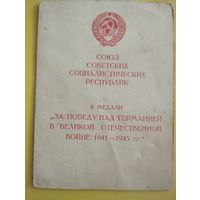 СОЮЗ
СОВЕТСКИХ
СОЦИАЛИСТИЧЕСКИХ
РЕСПУБЛИК
К МЕДАЛИ
„ЗА ПОБЕДУ НАД ГЕРМАНИЕЙ
В ВЕЛИКОЙ ОТЕЧЕСТВЕННОЙ
ВОЙНЕ 1941—1945 гг.“